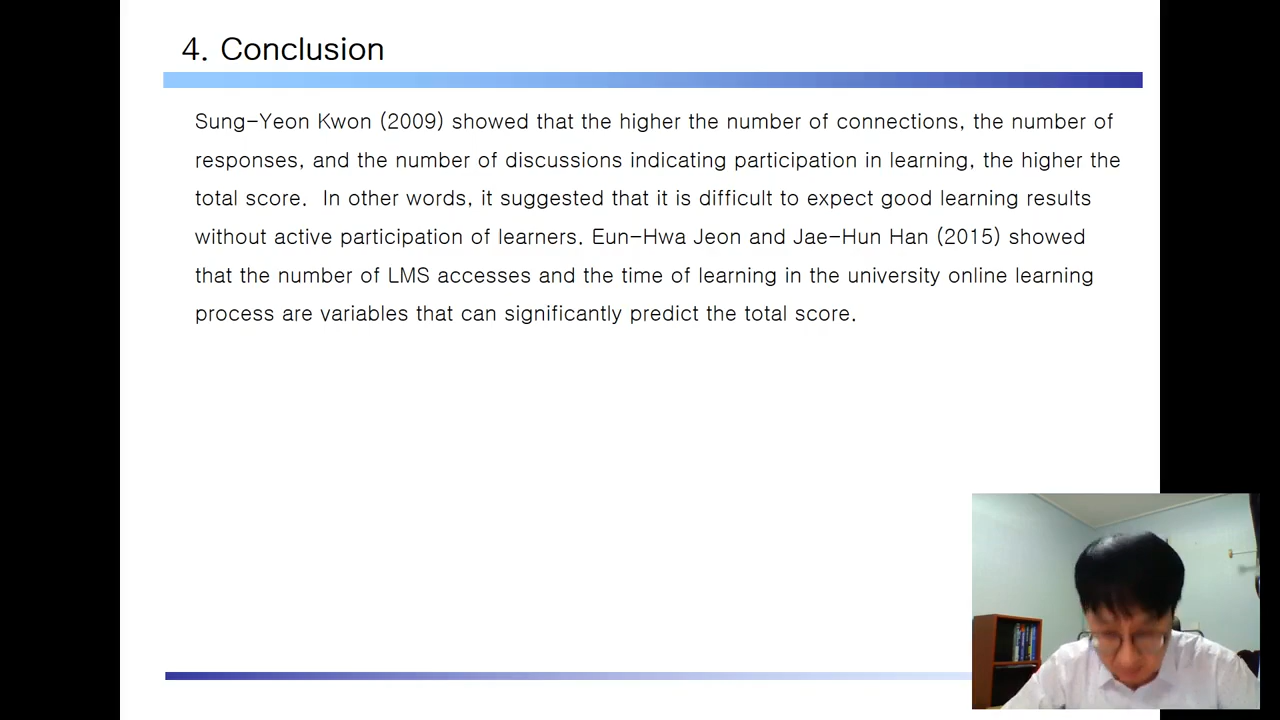 4. Conclusion
Sung-Yeon Kwon (2009) showed that the higher the number of connections, the number of
responses, and the number of discussions indicating participation in learning, the higher the
total score.  In other words, it suggested that it is difficult to expect good learning results
without active participation of learners. Eun-Hwa Jeon and Jae-Hun Han (2015) showed
that the number of LMS accesses and the time of learning in the university online learning
process are variables that can significantly predict the total score.